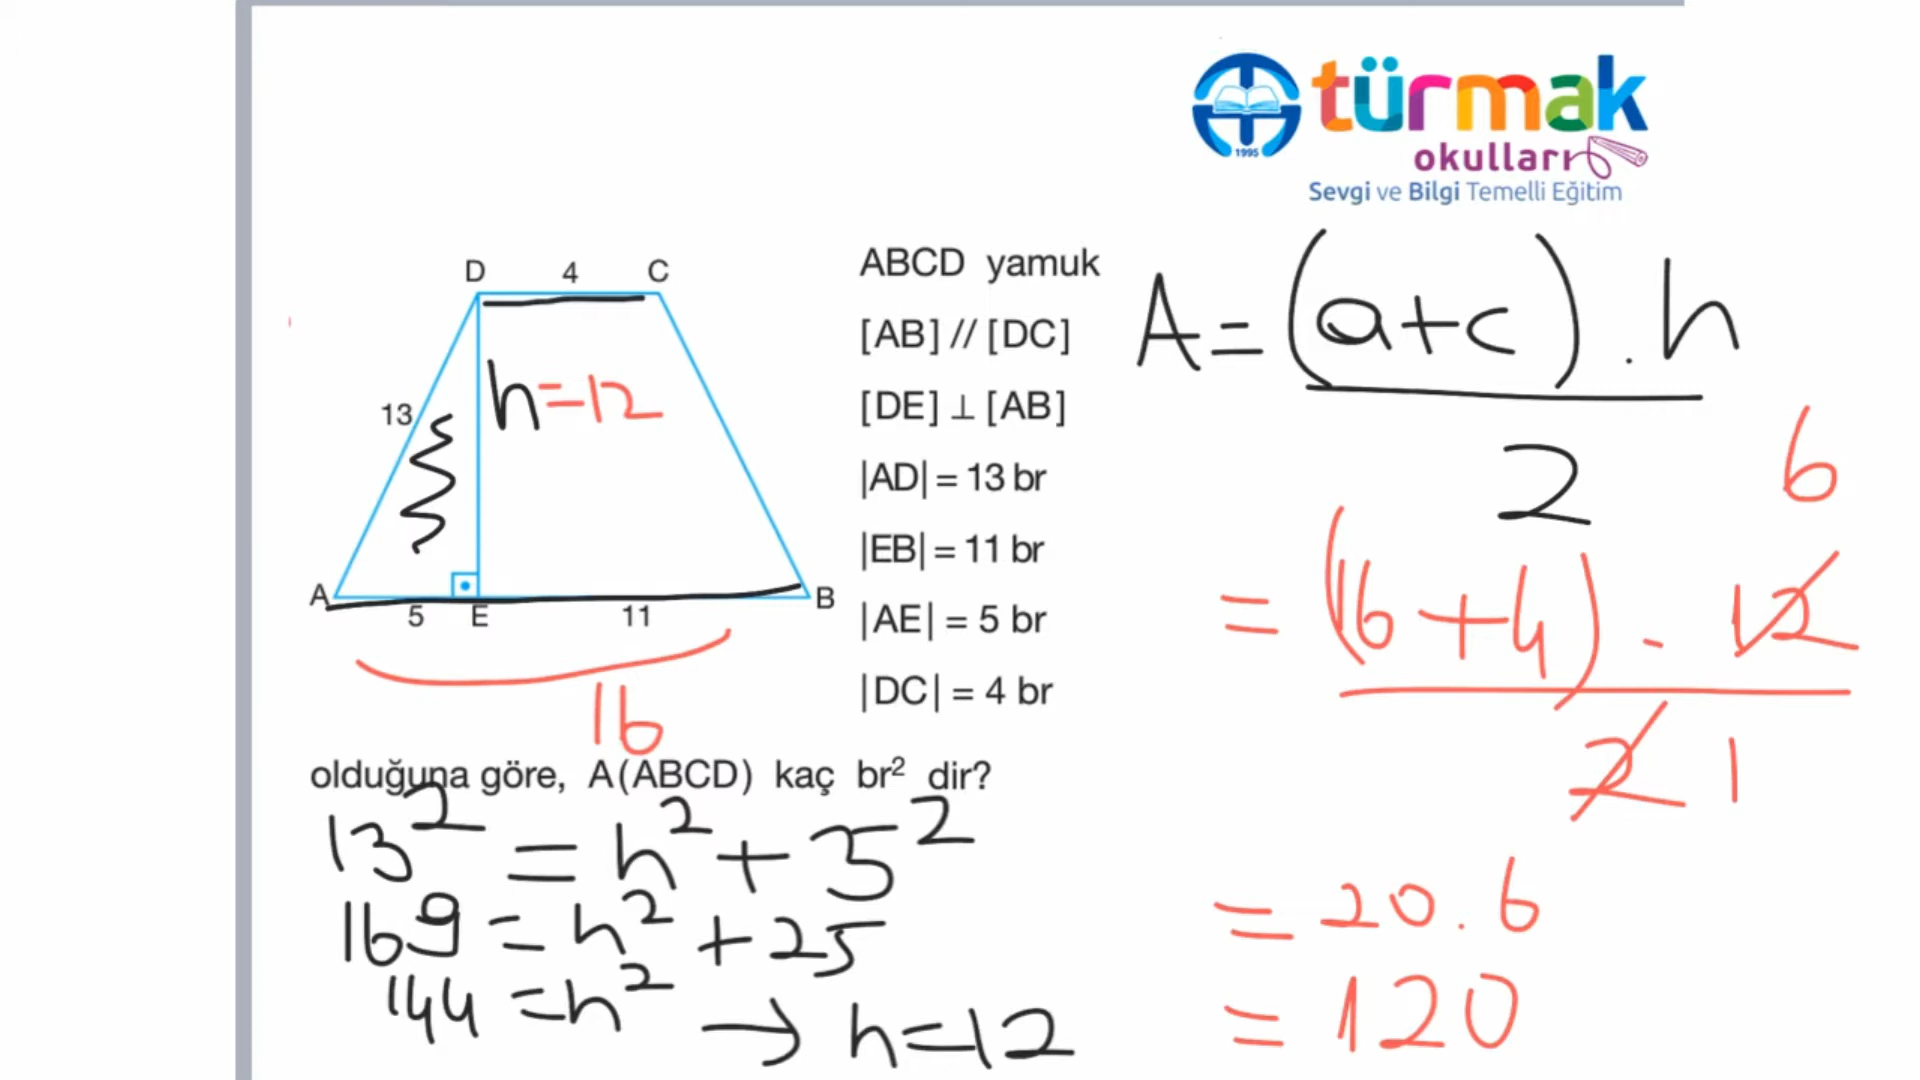 1995
türmak
okulları
Sevgi ve Bilgi Temelli Eğitim
D 4 C
13
h=12
A 5 E 11 B
16
ABCD yamuk
[AB] // [DC]
[DE] ⊥ [AB]
|AD| = 13 br
|EB| = 11 br
|AE| = 5 br
|DC| = 4 br
olduğuna göre, A(ABCD) kaç br² dir?
13² = h² + 5²
169 = h² + 25
144 = h² → h=12
A = (a+c) . h
2
6
= (16+4) . 12
2 1
= 20.6
= 120